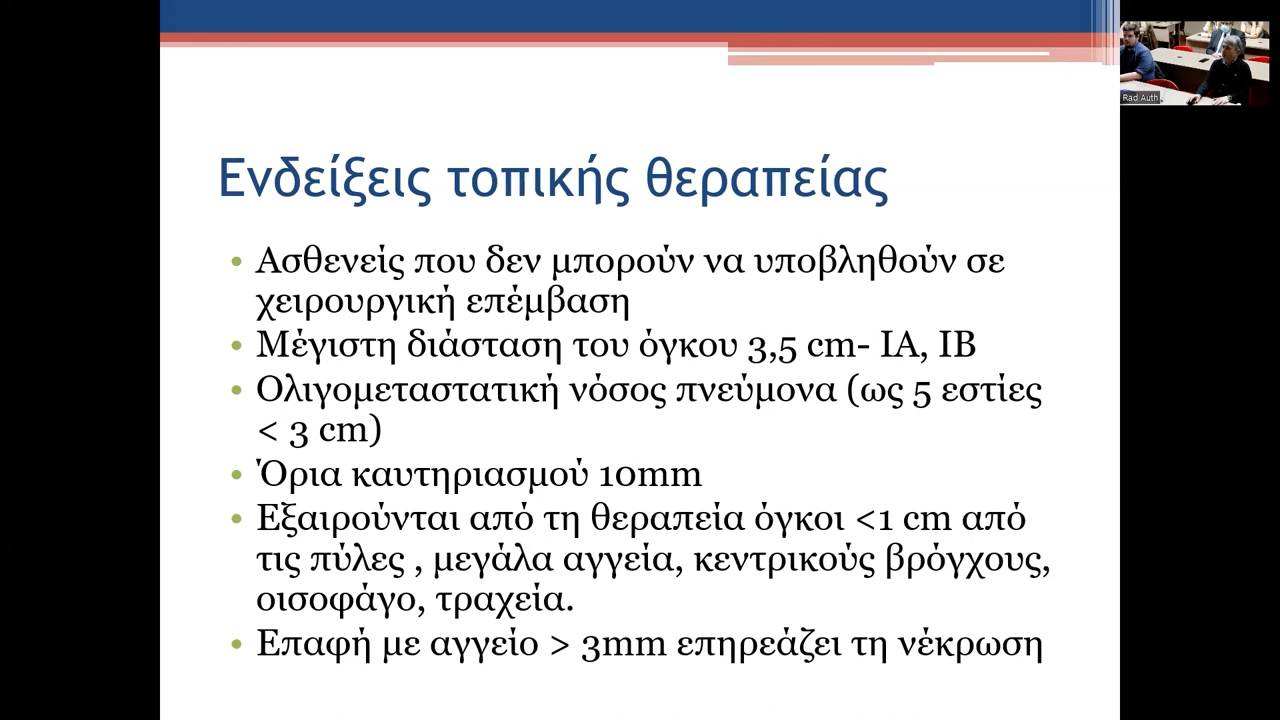 Ενδείξεις τοπικής θεραπείας
• Ασθενείς που δεν μπορούν να υποβληθούν σε
χειρουργική επέμβαση
• Μέγιστη διάσταση του όγκου 3,5 cm- IA, IB
• Ολιγομεταστατική νόσος πνεύμονα (ως 5 εστίες
< 3 cm)
• Όρια καυτηριασμού 10mm
• Εξαιρούνται από τη θεραπεία όγκοι <1 cm από
τις πύλες , μεγάλα αγγεία, κεντρικούς βρόγχους,
οισοφάγο, τραχεία.
• Επαφή με αγγείο > 3mm επηρεάζει τη νέκρωση
Rad Auth